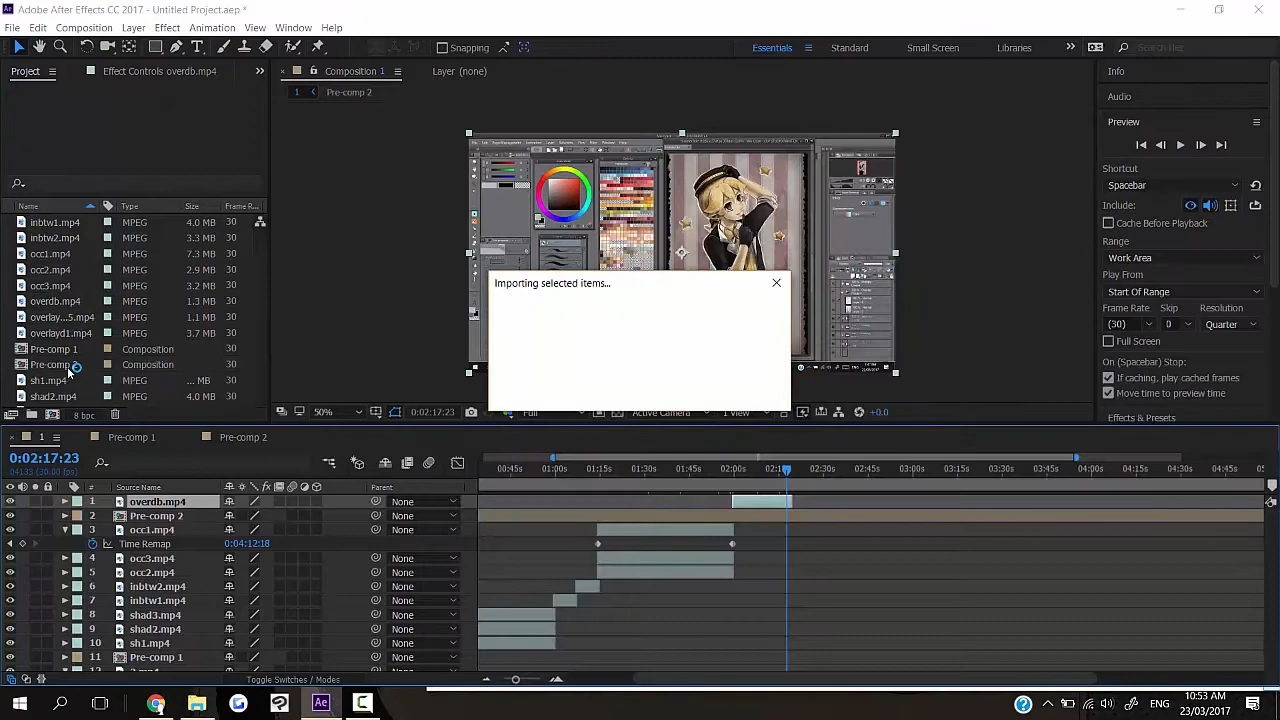 Adobe After Effects CC 2017 - Untitled Project.aep *
File Edit Composition Layer Effect Animation View Window Help
Snapping
Essentials
Standard
Small Screen
Libraries
Search Help
Project
Effect Controls overdb.mp4
Composition 1
Layer (none)
1 Pre-comp 2
Name Type Size Frame R...
inbtw1.mp4 MPEG 4.0 MB 30
inbtw2.mp4 MPEG 3.3 MB 30
occ1.mp4 MPEG 7.3 MB 30
occ2.mp4 MPEG 2.9 MB 30
occ3.mp4 MPEG 3.2 MB 30
overdb.mp4 MPEG 1.3 MB 30
overlay...5.mp4 MPEG 1.1 MB 30
overlayd1.mp4 MPEG 3.7 MB 30
Pre-comp 1 Composition 30
Pre-comp Composition 30
sh1.mp4 MPEG ... MB 30
shad2.mp4 MPEG 4.0 MB 30
8 bpc
Importing selected items...
50%
0:02:17:23
Full
Active Camera
1 View
+0.0
Info
Audio
Preview
Shortcut
Spacebar
Include:
Cache Before Playback
Range
Work Area
Play From
Start Of Range
Frame Rate Skip Resolution
(30) 0 Quarter
Full Screen
On (Spacebar) Stop:
If caching, play cached frames
Move time to preview time
Effects & Presets
1
Pre-comp 1
Pre-comp 2
0:02:17:23
04133 (30.00 fps)
00:45s 01:00s 01:15s 01:30s 01:45s 02:00s 02:15s 02:30s 02:45s 03:00s 03:15s 03:30s 03:45s 04:00s 04:15s 04:30s 04:45s
# Source Name Parent
1 overdb.mp4 None
2 Pre-comp 2 None
3 occ1.mp4 None
Time Remap 0:04:12:18
4 occ3.mp4 None
5 occ2.mp4 None
6 inbtw2.mp4 None
7 inbtw1.mp4 None
8 shad3.mp4 None
9 shad2.mp4 None
10 sh1.mp4 None
11 Pre-comp 1 None
Toggle Switches / Modes
ENG
10:53 AM
23/03/2017